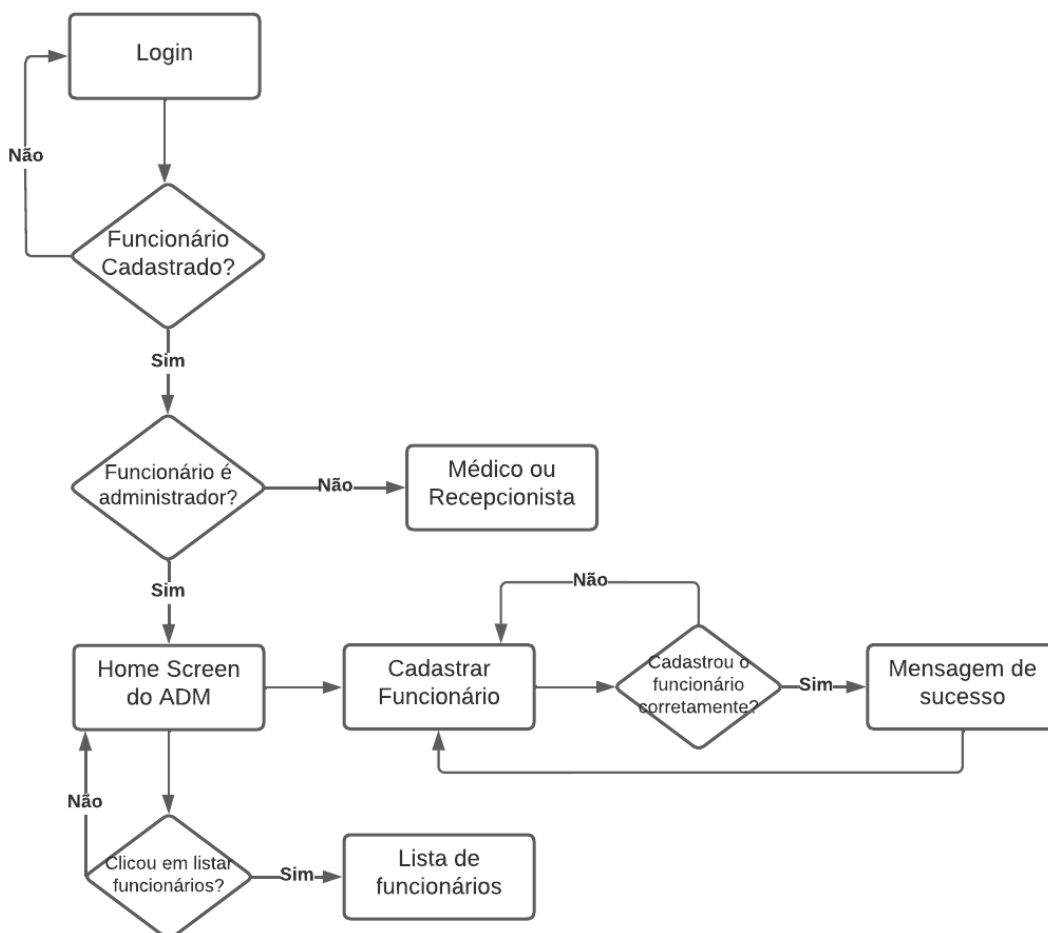 Login
Não
Funcionário
Cadastrado?
Sim
Funcionário é
administrador?
Não
Médico ou
Recepcionista
Sim
Não
Home Screen
do ADM
Cadastrar
Funcionário
Cadastrou o
funcionário
corretamente?
Sim
Mensagem de
sucesso
Não
Clicou em listar
funcionários?
Sim
Lista de
funcionários